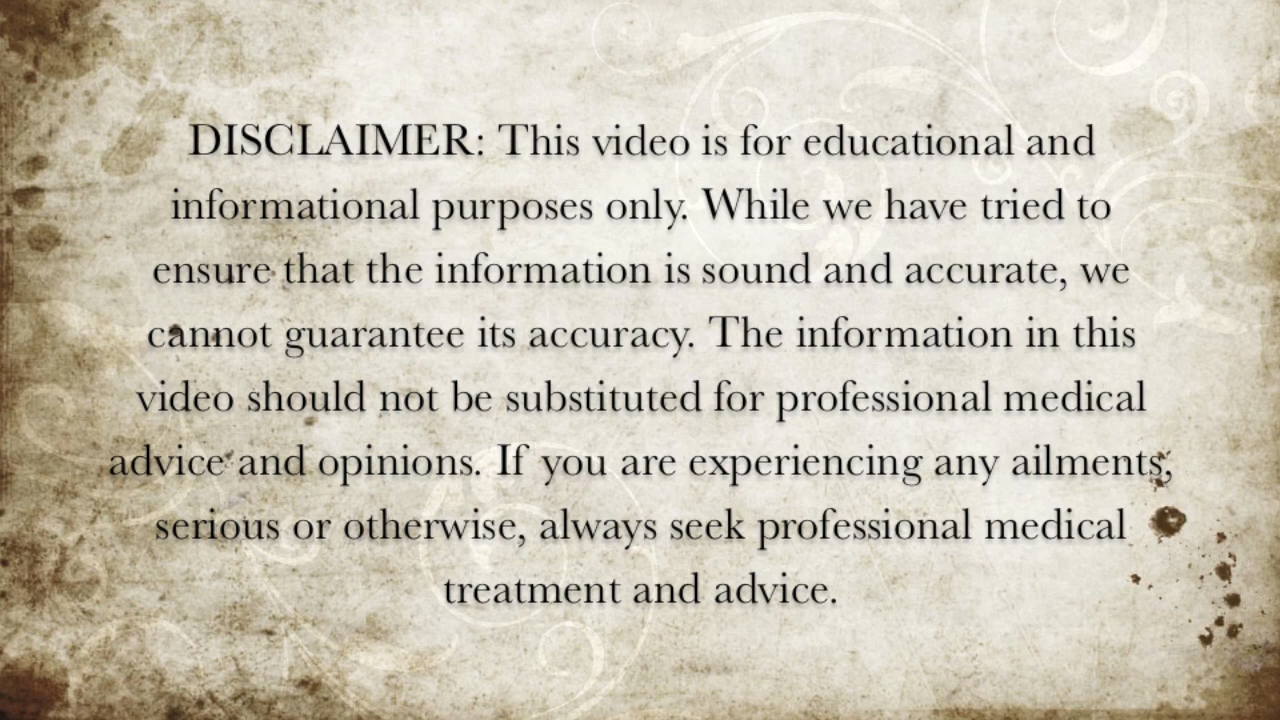 DISCLAIMER: This video is for educational and
informational purposes only. While we have tried to
ensure that the information is sound and accurate, we
cannot guarantee its accuracy. The information in this
video should not be substituted for professional medical
advice and opinions. If you are experiencing any ailments,
serious or otherwise, always seek professional medical
treatment and advice.